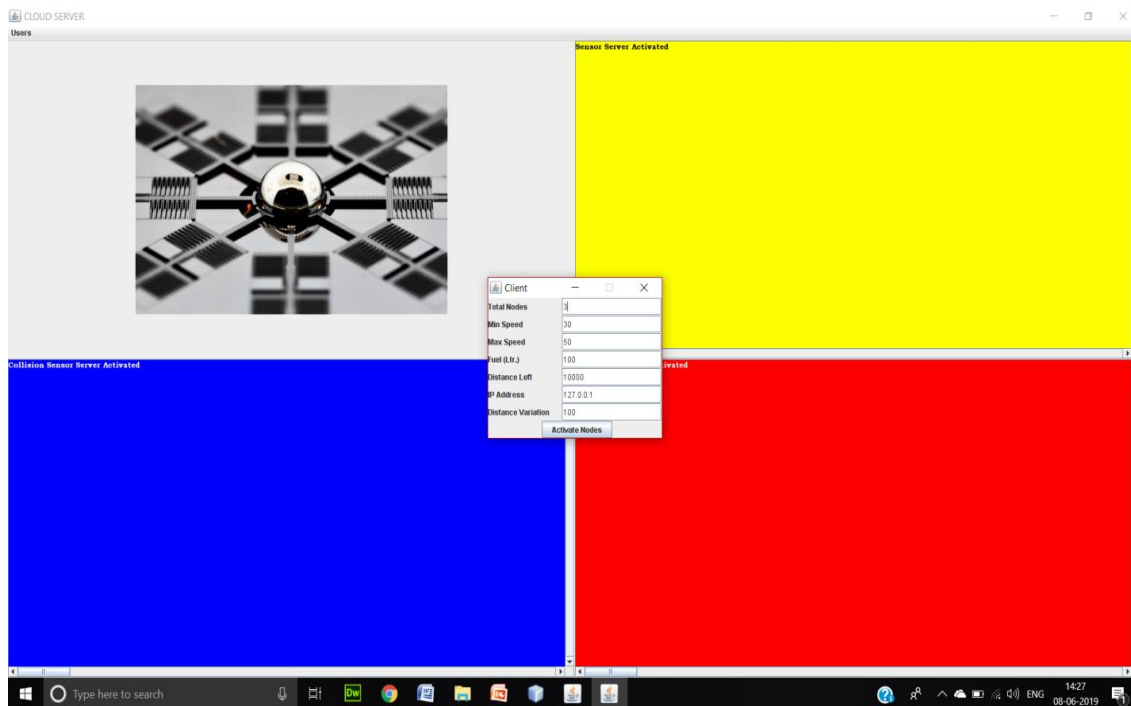 CLOUD SERVER
Users
Sensor Server Activated
Client
Total Nodes 3
Min Speed 30
Max Speed 50
Fuel (Ltr.) 100
Distance Left 10000
IP Address 127.0.0.1
Distance Variation 100
Activate Nodes
Collision Sensor Server Activated
Type here to search
Dw
ENG
14:27
08-06-2019
1